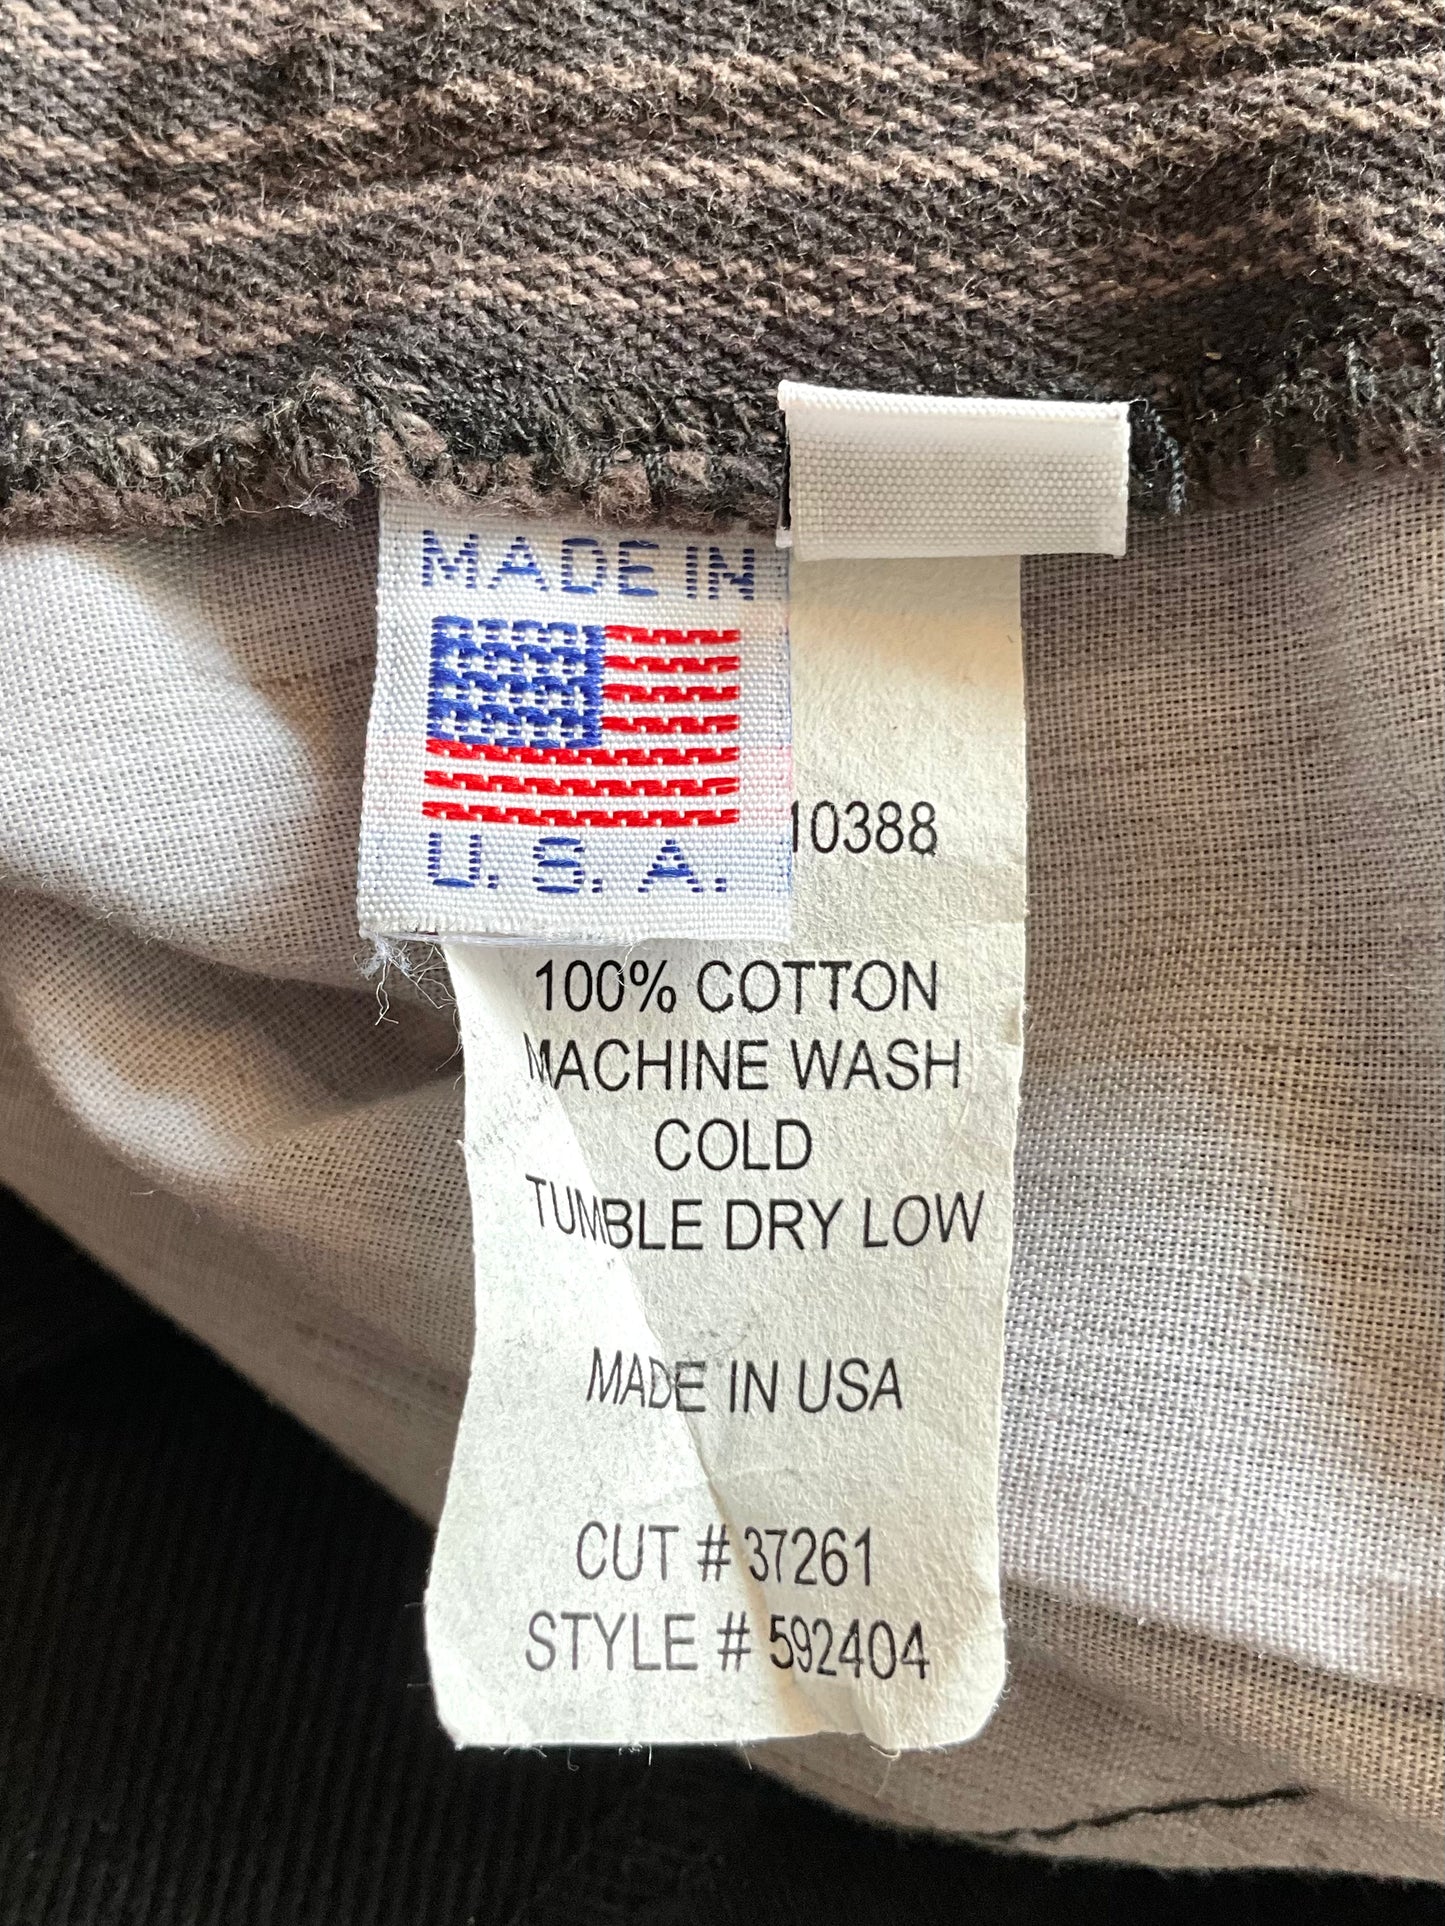 MADE IN
U.S.A.
10388
100% COTTON
MACHINE WASH
COLD
TUMBLE DRY LOW
MADE IN USA
CUT # 37261
STYLE # 592404